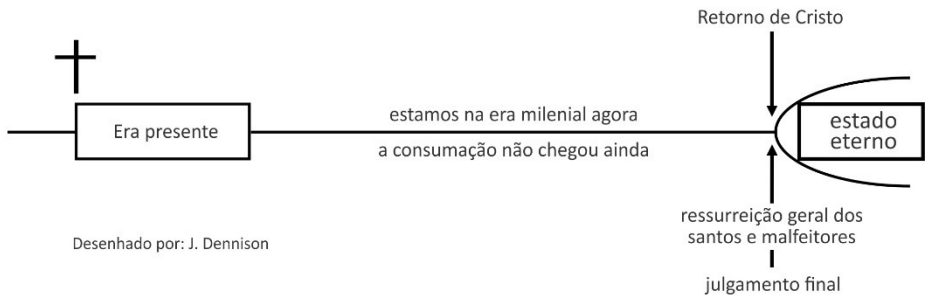 Retorno de Cristo
Era presente
estamos na era milenial agora
a consumação não chegou ainda
estado
eterno
ressurreição geral dos
santos e malfeitores
julgamento final
Desenhado por: J. Dennison